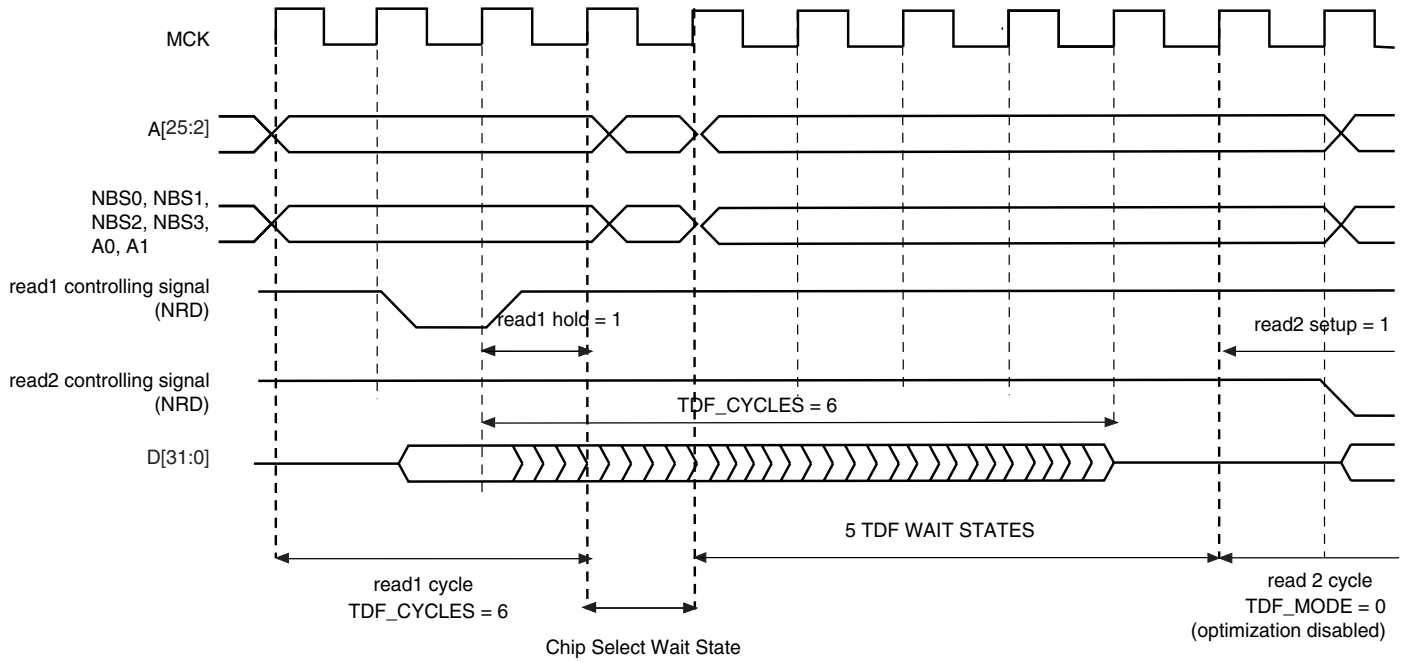 MCK
A[25:2]
NBS0, NBS1,
NBS2, NBS3,
A0, A1
read1 controlling signal
(NRD)
read1 hold = 1
read2 setup = 1
read2 controlling signal
(NRD)
TDF_CYCLES = 6
D[31:0]
5 TDF WAIT STATES
read1 cycle
TDF_CYCLES = 6
read 2 cycle
TDF_MODE = 0
(optimization disabled)
Chip Select Wait State